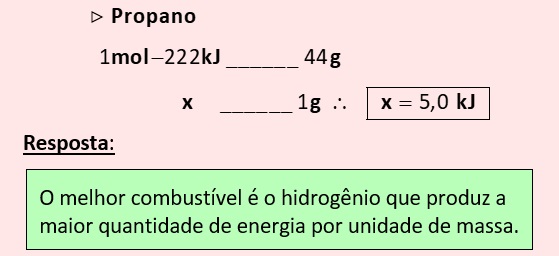 ▷ Propano
1mol−222kJ ______ 44g
x ______ 1g ∴ x = 5,0 kJ
Resposta:
O melhor combustível é o hidrogênio que produz a
maior quantidade de energia por unidade de massa.